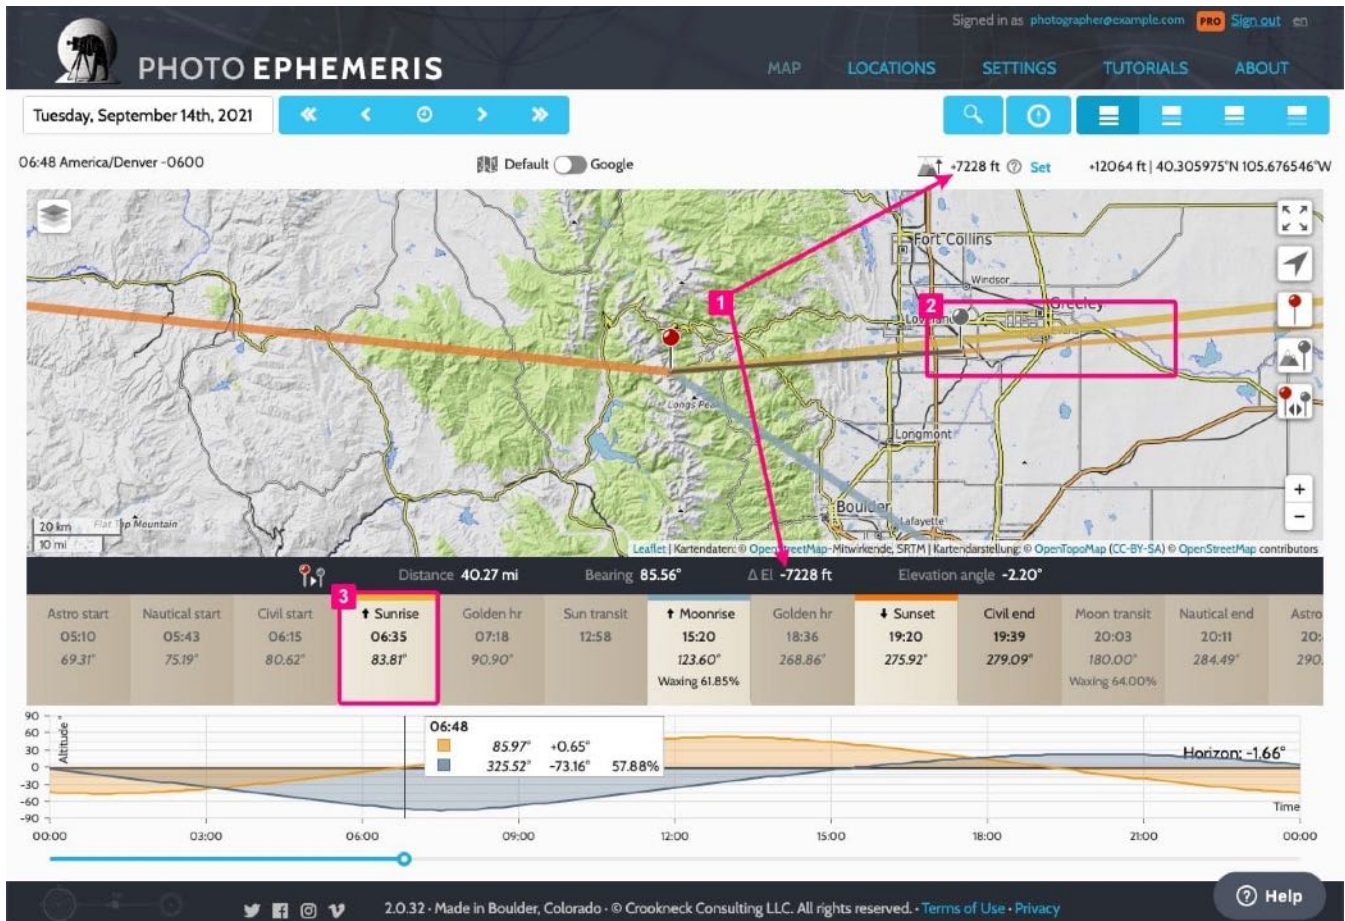 Signed in as photographer@example.com PRO Sign out en
PHOTO EPHEMERIS
MAP LOCATIONS SETTINGS TUTORIALS ABOUT
Tuesday, September 14th, 2021
06:48 America/Denver -0600
Default Google
+7228 ft ? Set
+12064 ft | 40.305975°N 105.676546°W
Fort Collins
Windsor
1
2
Greeley
Loveland
Longs Peak
Longmont
Boulder
Lafayette
20 km
10 mi
Flat Top Mountain
+
−
Leaflet | Kartendaten: © OpenStreetMap-Mitwirkende, SRTM | Kartendarstellung: © OpenTopoMap (CC-BY-SA) © OpenStreetMap contributors
Distance 40.27 mi Bearing 85.56° Δ El -7228 ft Elevation angle -2.20°
3
Astro start Nautical start Civil start Sunrise Golden hr Sun transit Moonrise Golden hr Sunset Civil end Moon transit Nautical end Astro
05:10 05:43 06:15 06:35 07:18 12:58 15:20 18:36 19:20 19:39 20:03 20:11 20:
69.31° 75.19° 80.62° 83.81° 90.90° 123.60° 268.86° 275.92° 279.09° 180.00° 284.49° 290.
Waxing 61.85% Waxing 64.00%
90
60
30
0
-30
-60
-90
Altitude °
06:48
85.97° +0.65°
325.52° -73.16° 57.88%
Horizon: -1.66°
Time
00:00 03:00 06:00 09:00 12:00 15:00 18:00 21:00 00:00
2.0.32 · Made in Boulder, Colorado · © Crookneck Consulting LLC. All rights reserved. · Terms of Use · Privacy
? Help